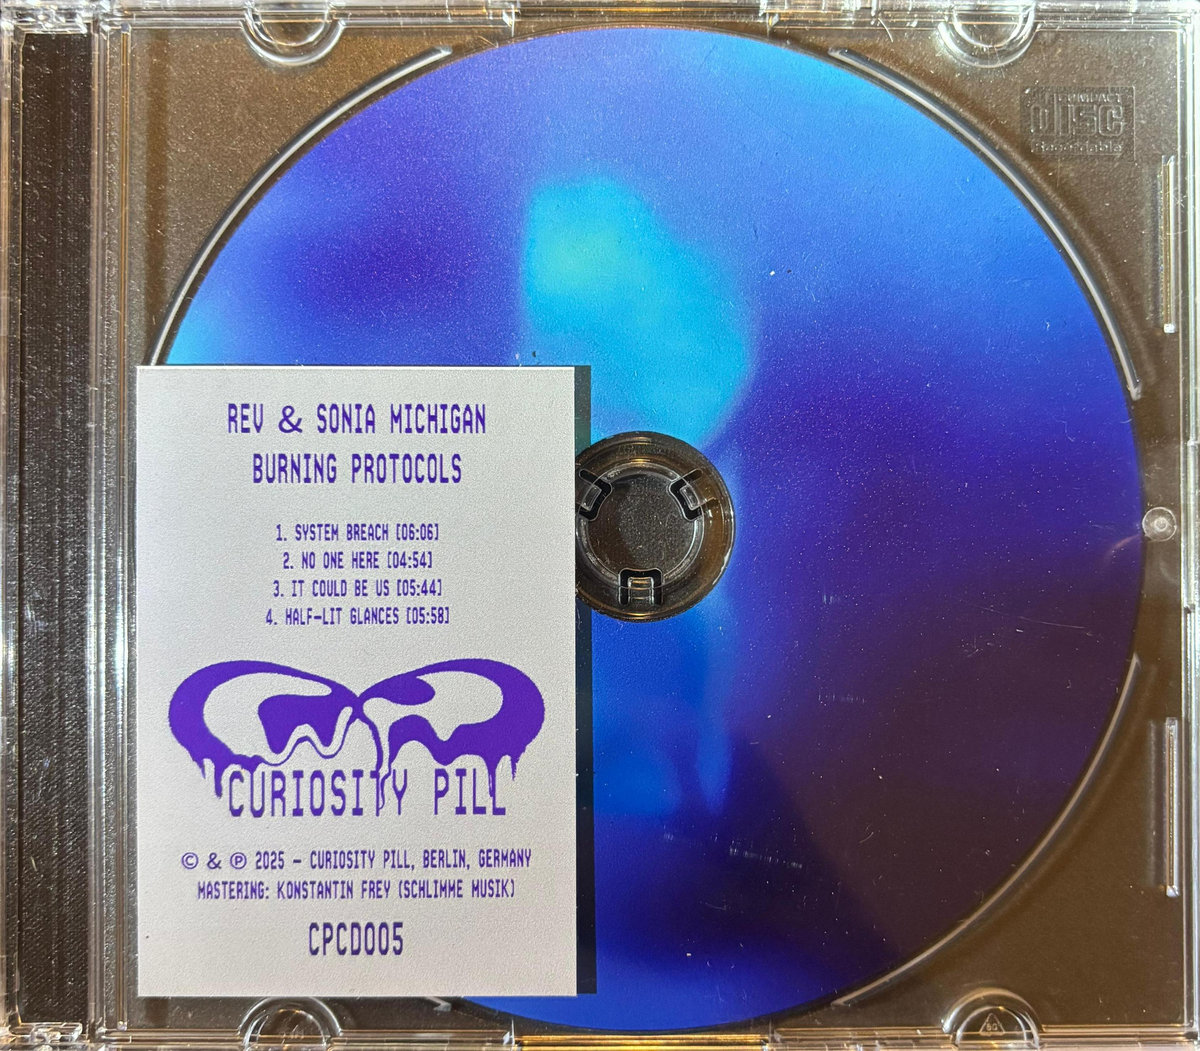 COMPACT
disc
Recordable
REV & SONIA MICHIGAN
BURNING PROTOCOLS
1. SYSTEM BREACH [06:06]
2. NO ONE HERE [04:54]
3. IT COULD BE US [05:44]
4. HALF-LIT GLANCES [05:58]
CURIOSITY PILL
© & ℗ 2025 - CURIOSITY PILL, BERLIN, GERMANY
MASTERING: KONSTANTIN FREY (SCHLIMME MUSIK)
CPCD005